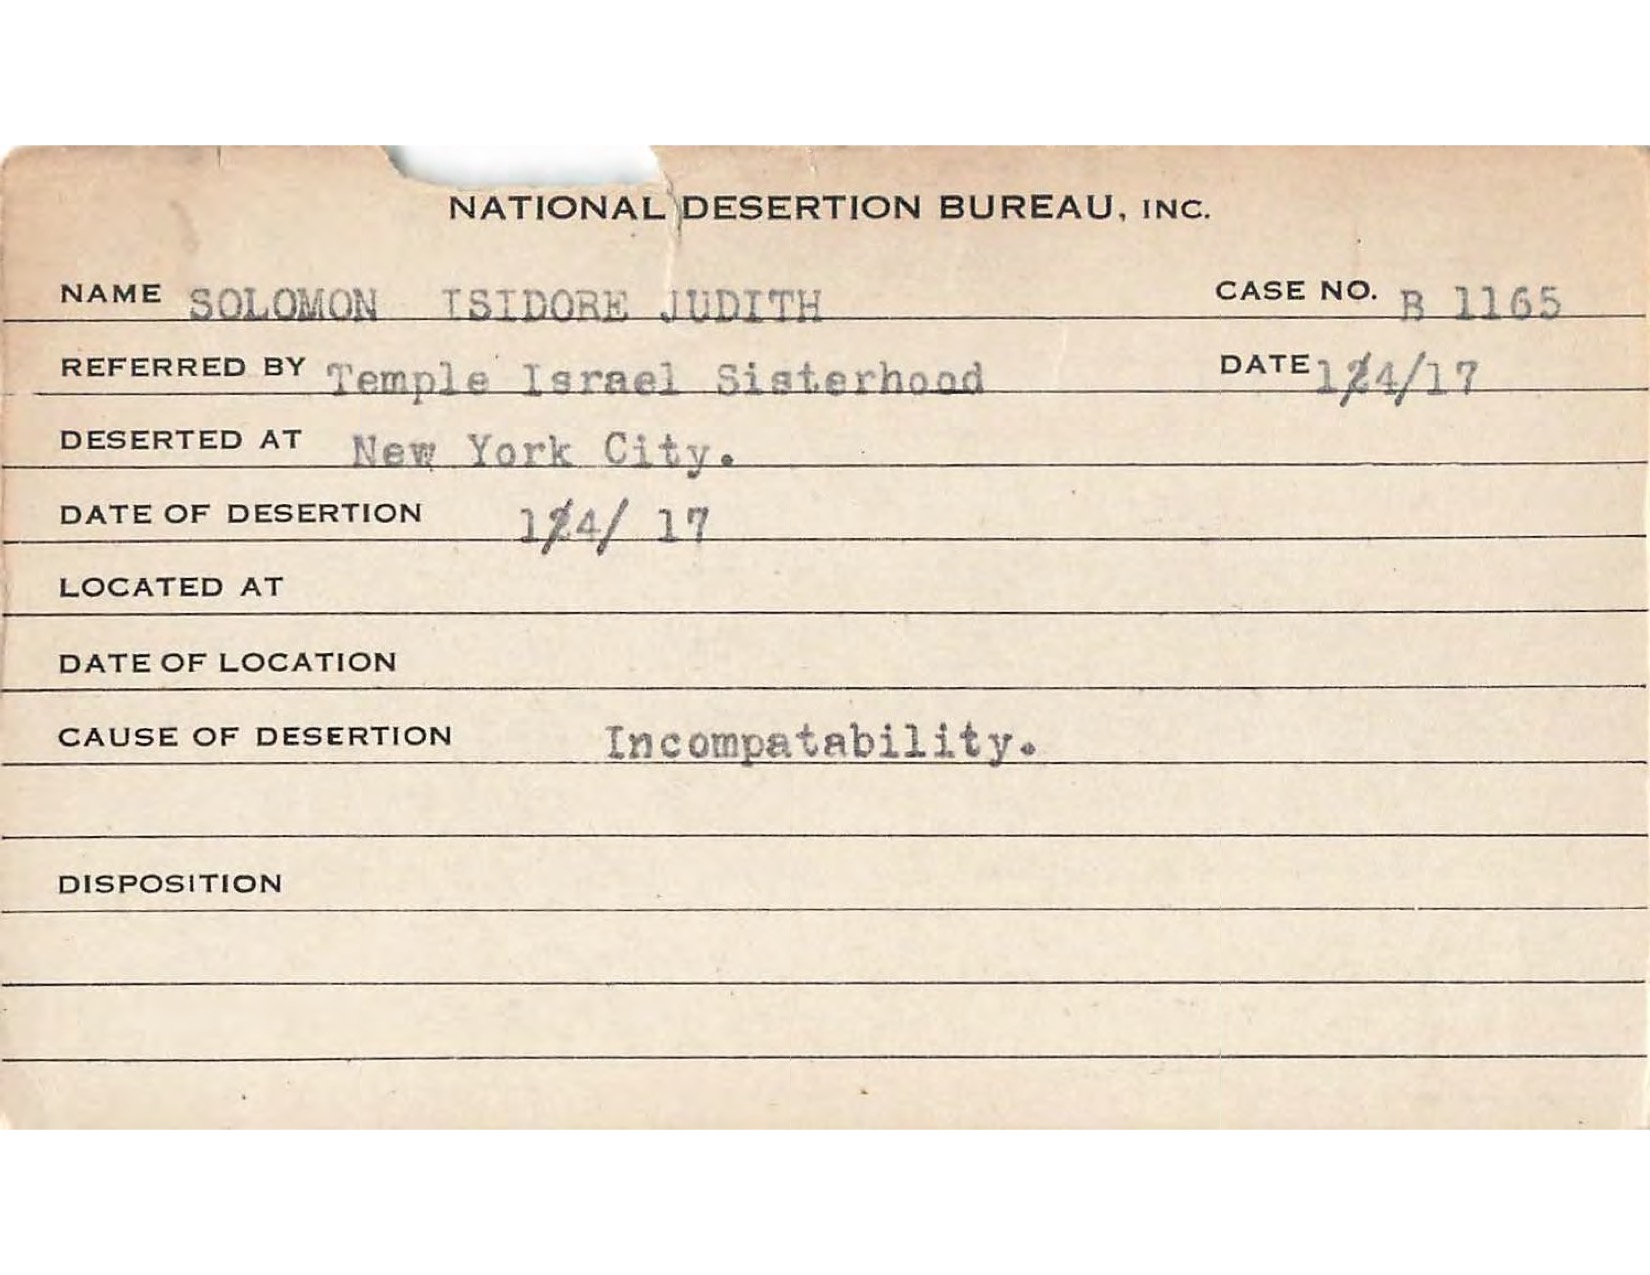 NATIONAL DESERTION BUREAU, INC.
NAME SOLOMON ISIDORE JUDITH CASE NO. B 1165
REFERRED BY Temple Israel Sisterhood DATE 1/4/17
DESERTED AT New York City.
DATE OF DESERTION 1/4/ 17
LOCATED AT
DATE OF LOCATION
CAUSE OF DESERTION Incompatability.
DISPOSITION